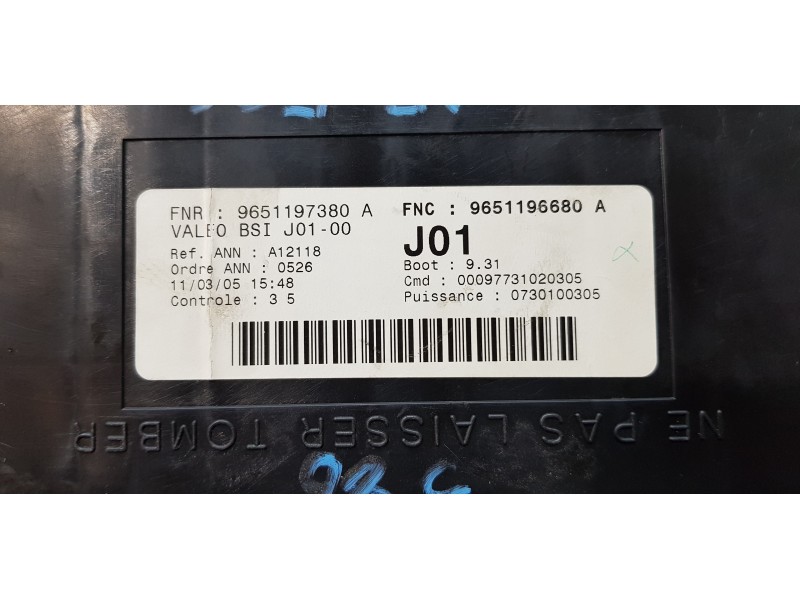 FNR : 9651197380 A
FNC : 9651196680 A
VALEO BSI J01-00
J01
Ref. ANN : A12118
Boot : 9.31
Ordre ANN : 0526
Cmd : 00097731020305
11/03/05 15:48
Puissance : 0730100305
Controle : 3 5
NE PAS LAISSER TOMBER